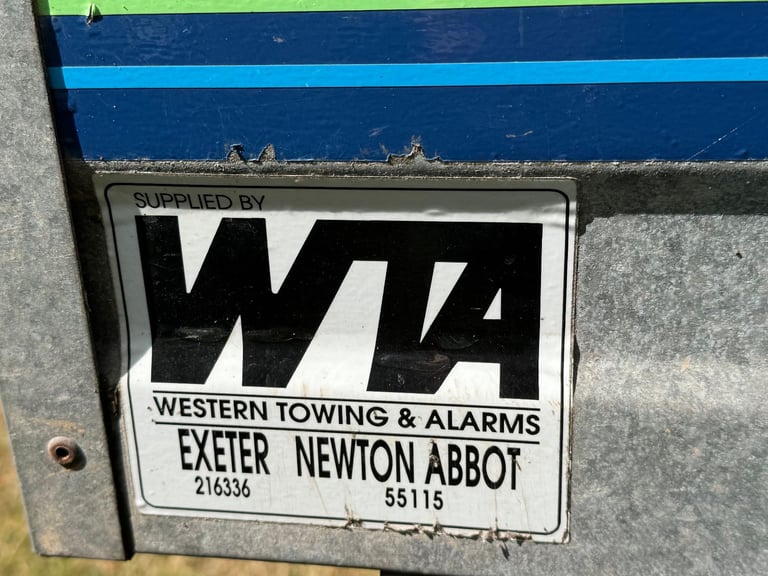 SUPPLIED BY
WTA
WESTERN TOWING & ALARMS
EXETER NEWTON ABBOT
216336 55115